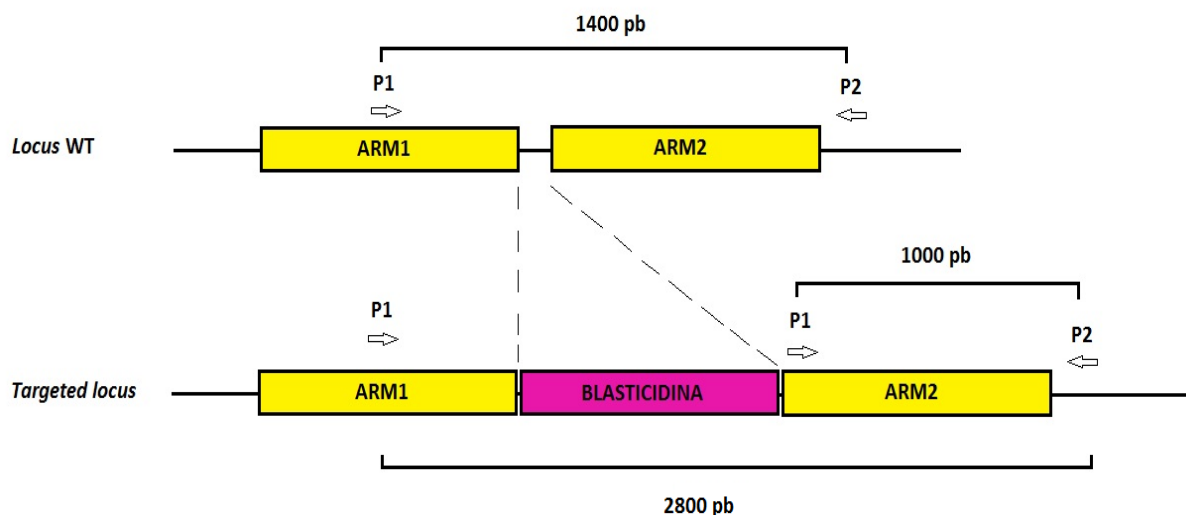 1400 pb
P1
P2
Locus WT
ARM1
ARM2
1000 pb
P1
P1
P2
Targeted locus
ARM1
BLASTICIDINA
ARM2
2800 pb